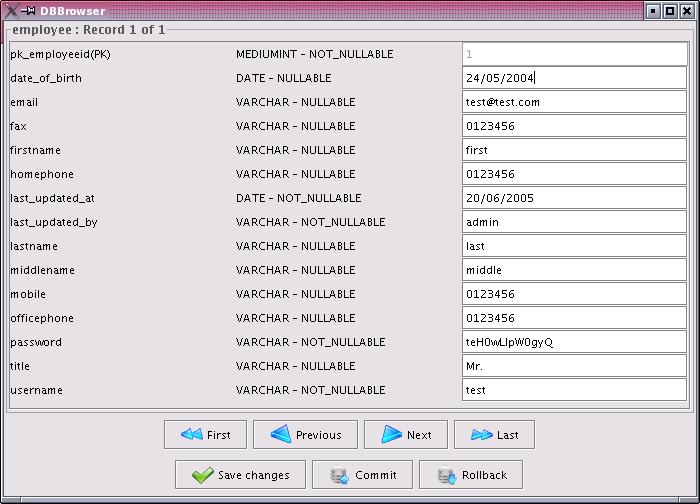 DBBrowser
employee : Record 1 of 1
pk_employeeid(PK) MEDIUMINT - NOT_NULLABLE 1
date_of_birth DATE - NULLABLE 24/05/2004
email VARCHAR - NULLABLE test@test.com
fax VARCHAR - NULLABLE 0123456
firstname VARCHAR - NULLABLE first
homephone VARCHAR - NULLABLE 0123456
last_updated_at DATE - NOT_NULLABLE 20/06/2005
last_updated_by VARCHAR - NOT_NULLABLE admin
lastname VARCHAR - NULLABLE last
middlename VARCHAR - NULLABLE middle
mobile VARCHAR - NULLABLE 0123456
officephone VARCHAR - NULLABLE 0123456
password VARCHAR - NOT_NULLABLE
title VARCHAR - NULLABLE Mr.
username VARCHAR - NOT_NULLABLE test
First Previous Next Last
Save changes Commit Rollback